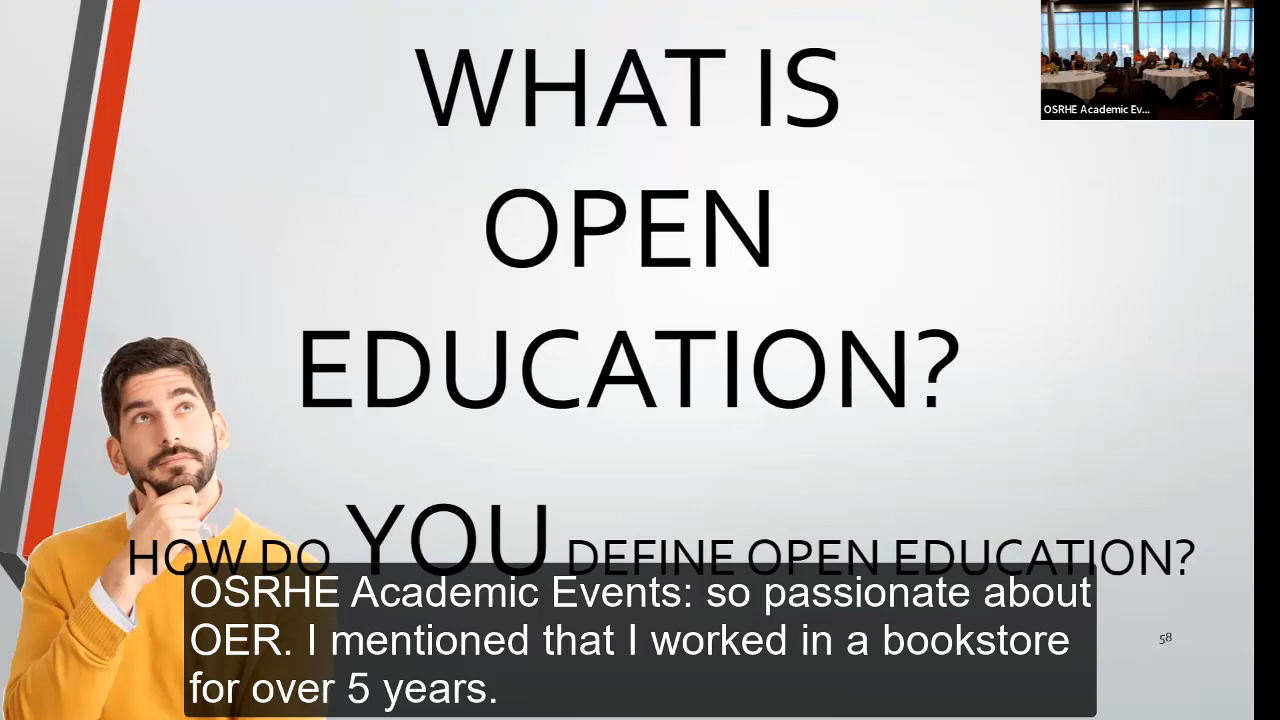 WHAT IS
OPEN
EDUCATION?
HOW DO YOU DEFINE OPEN EDUCATION?
OSRHE Academic Ev...
OSRHE Academic Events: so passionate about
OER. I mentioned that I worked in a bookstore
for over 5 years.
58